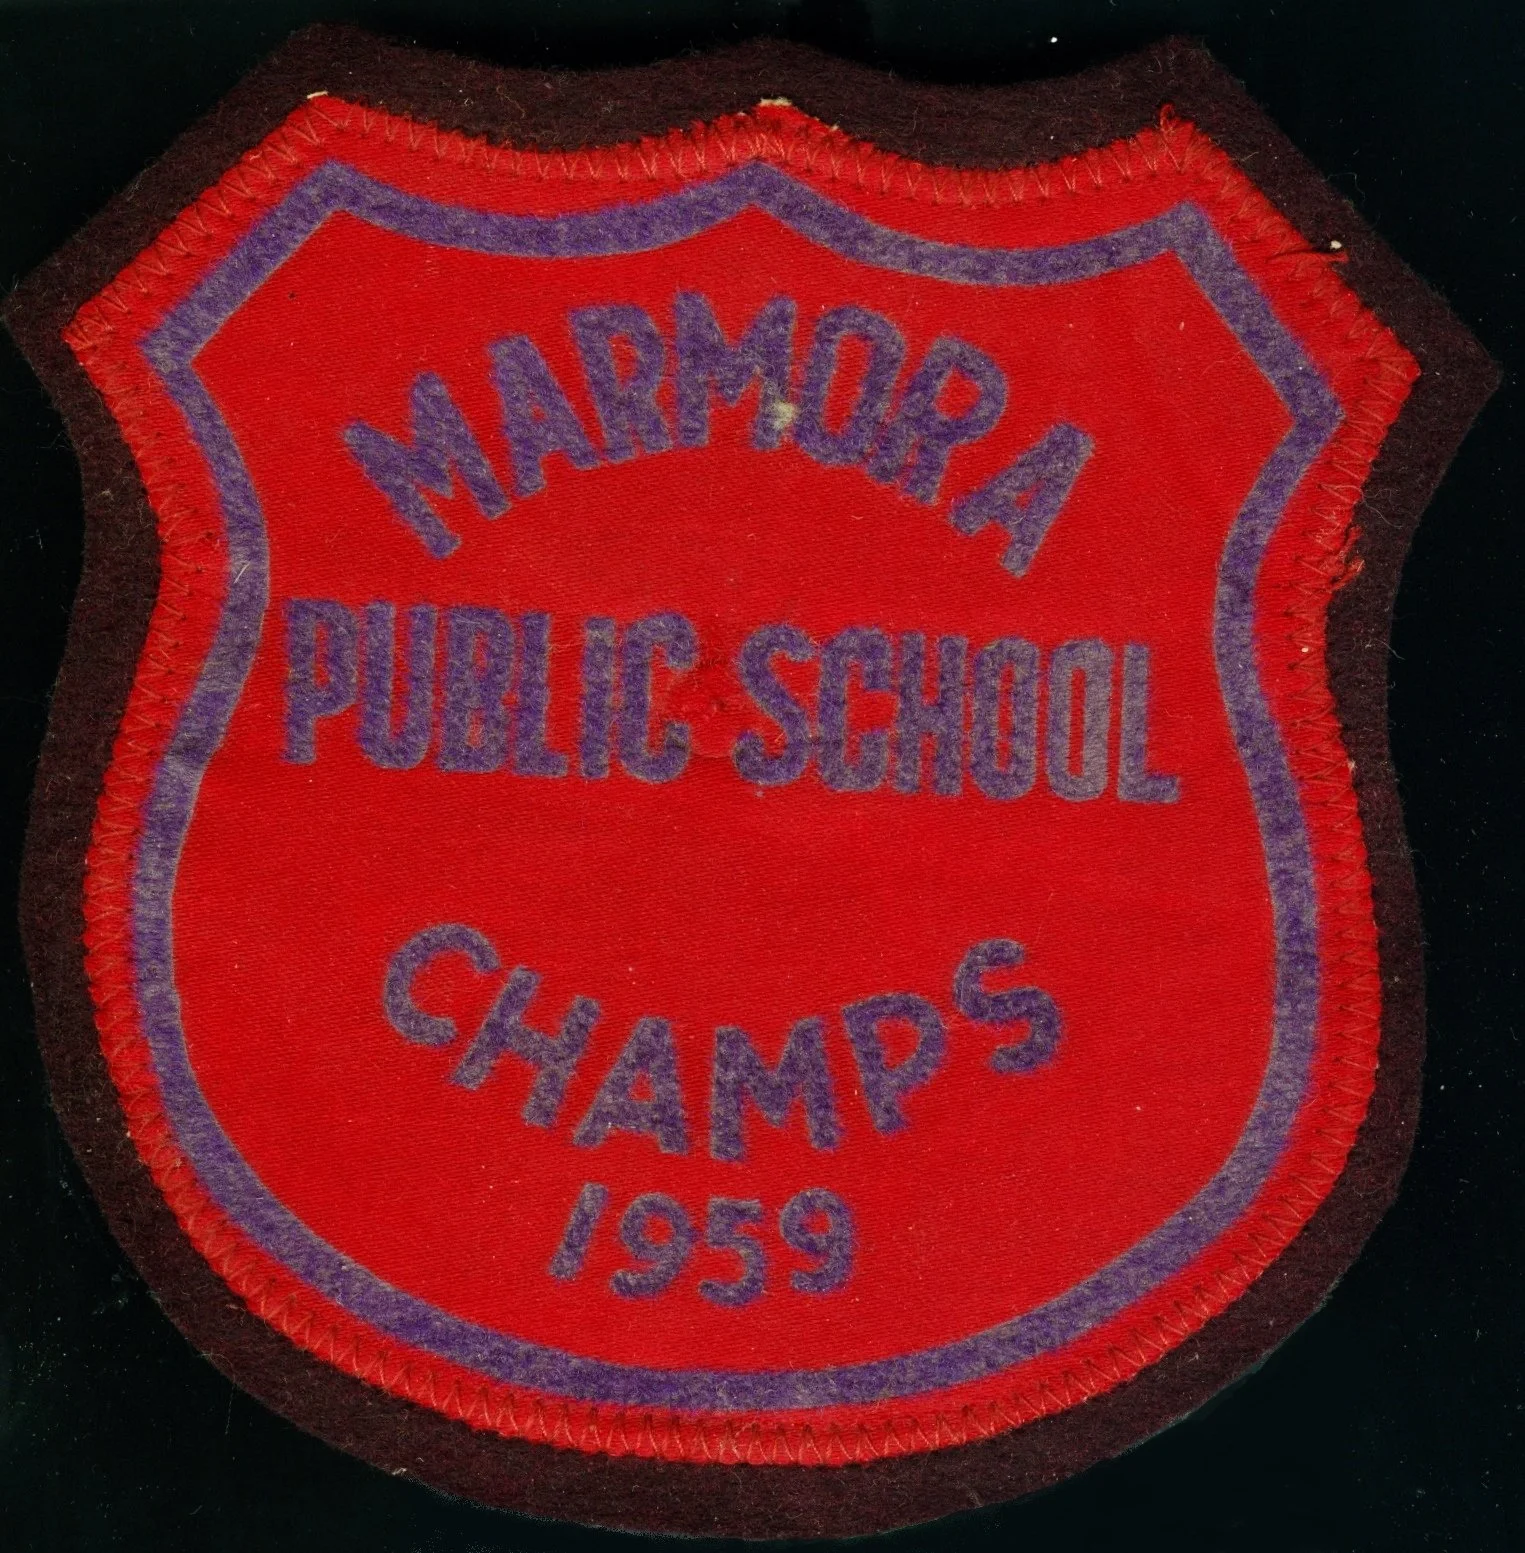 MARMORA
PUBLIC SCHOOL
CHAMPS
1959